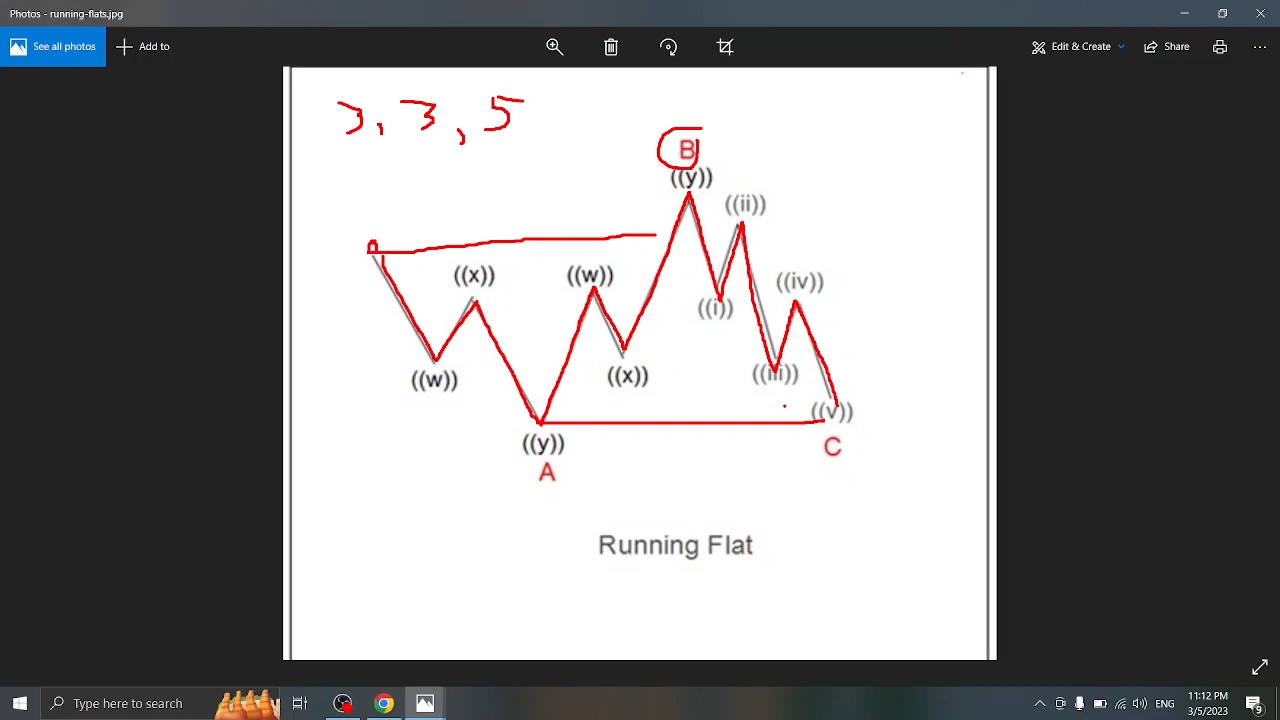 Photos - running-flats.jpg
See all photos
Add to
Edit & Create
Share
3, 3, 5
B
((y))
((ii))
((x))
((w))
((iv))
((i))
((w))
((x))
((iii))
((v))
((y))
C
A
Running Flat
Type here to search
ENG
11:12 PM
3/5/2023